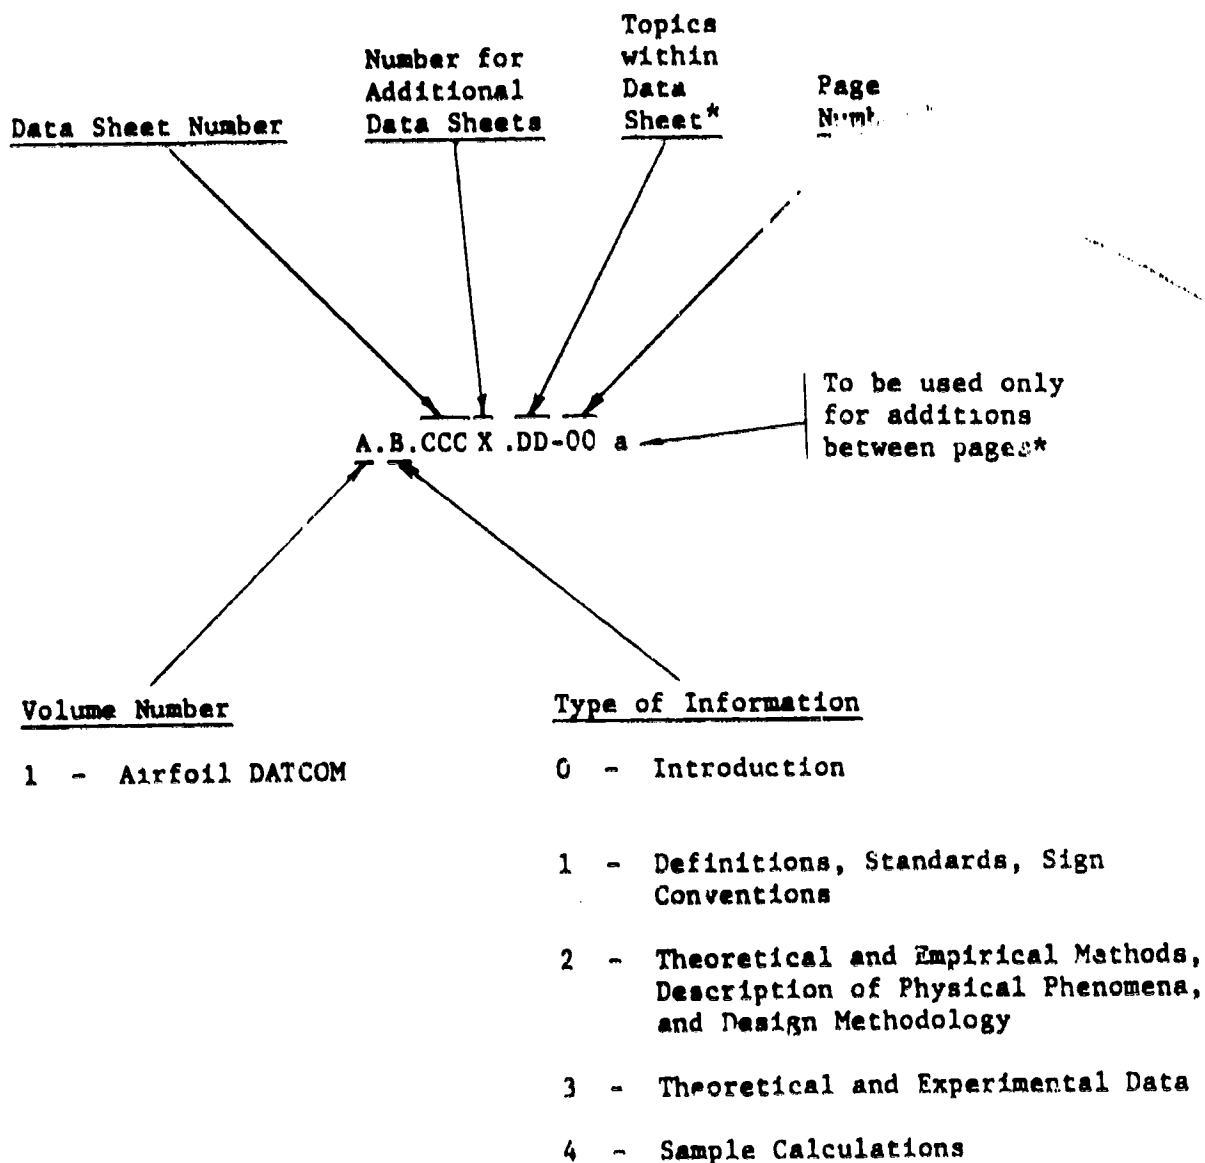 Topics
within
Data
Sheet*
Number for
Additional
Data Sheets
Page
Data Sheet Number
To be used only
for additions
between pages*
A.B.CCC X .DD-00 a
Volume Number
1 - Airfoil DATCOM
Type of Information
0 - Introduction
1 - Definitions, Standards, Sign
Conventions
2 - Theoretical and Empirical Methods,
Description of Physical Phenomena,
and Design Methodology
3 - Theoretical and Experimental Data
4 - Sample Calculations